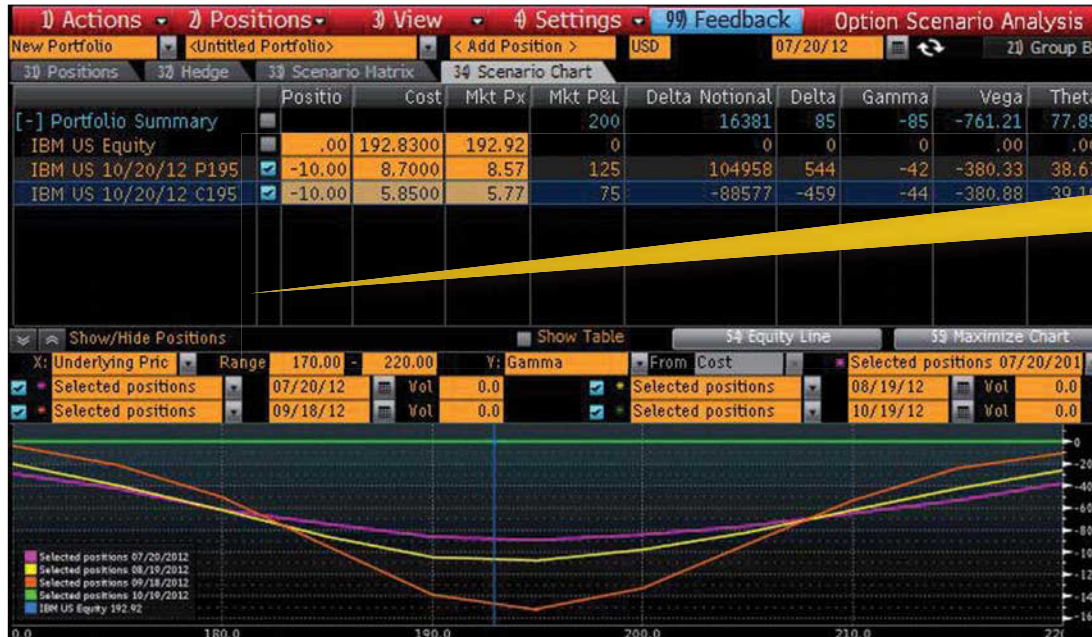 1) Actions 2) Positions 3) View 4) Settings 99) Feedback Option Scenario Analysis
New Portfolio <Untitled Portfolio> < Add Position > USD 07/20/12 21) Group B
31) Positions 32) Hedge 33) Scenario Matrix 34) Scenario Chart
Positio Cost Mkt Px Mkt P&L Delta Notional Delta Gamma Vega Theta
[-] Portfolio Summary 200 16381 85 -85 -761.21 77.85
IBM US Equity .00 192.8300 192.92 0 0 0 0 .00 .00
IBM US 10/20/12 P195 -10.00 8.7000 8.57 125 104958 544 -42 -380.33 38.6
IBM US 10/20/12 C195 -10.00 5.8500 5.77 75 -88577 -459 -44 -380.88
Show/Hide Positions Show Table 54) Equity Line 55) Maximize Chart
X: Underlying Pric Range 170.00 - 220.00 Y: Gamma From Cost Selected positions 07/20/201
Selected positions 07/20/12 Vol 0.0 Selected positions 08/19/12 Vol 0.0
Selected positions 09/18/12 Vol 0.0 Selected positions 10/19/12 Vol 0.0
0
-20
-40
-60
-80
-10
-12
-14
-16
Selected positions 07/20/2012
Selected positions 08/19/2012
Selected positions 09/18/2012
Selected positions 10/19/2012
IBM US Equity 192.92
0.0 180.0 190.0 200.0 210.0 220